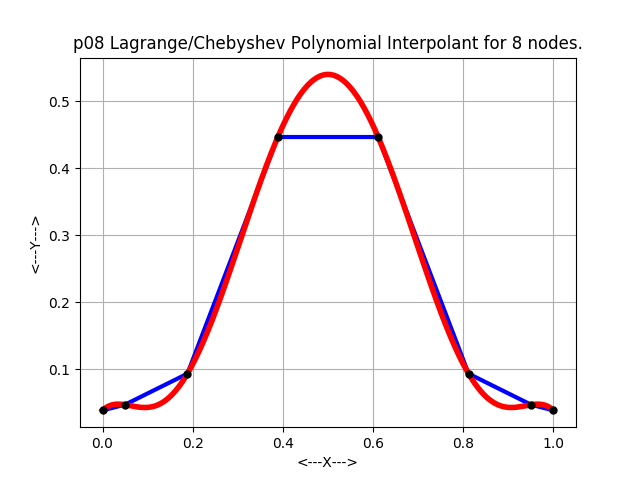 p08 Lagrange/Chebyshev Polynomial Interpolant for 8 nodes.
0.5
0.4
0.3
0.2
0.1
<---Y--->
0.0 0.2 0.4 0.6 0.8 1.0
<---X--->